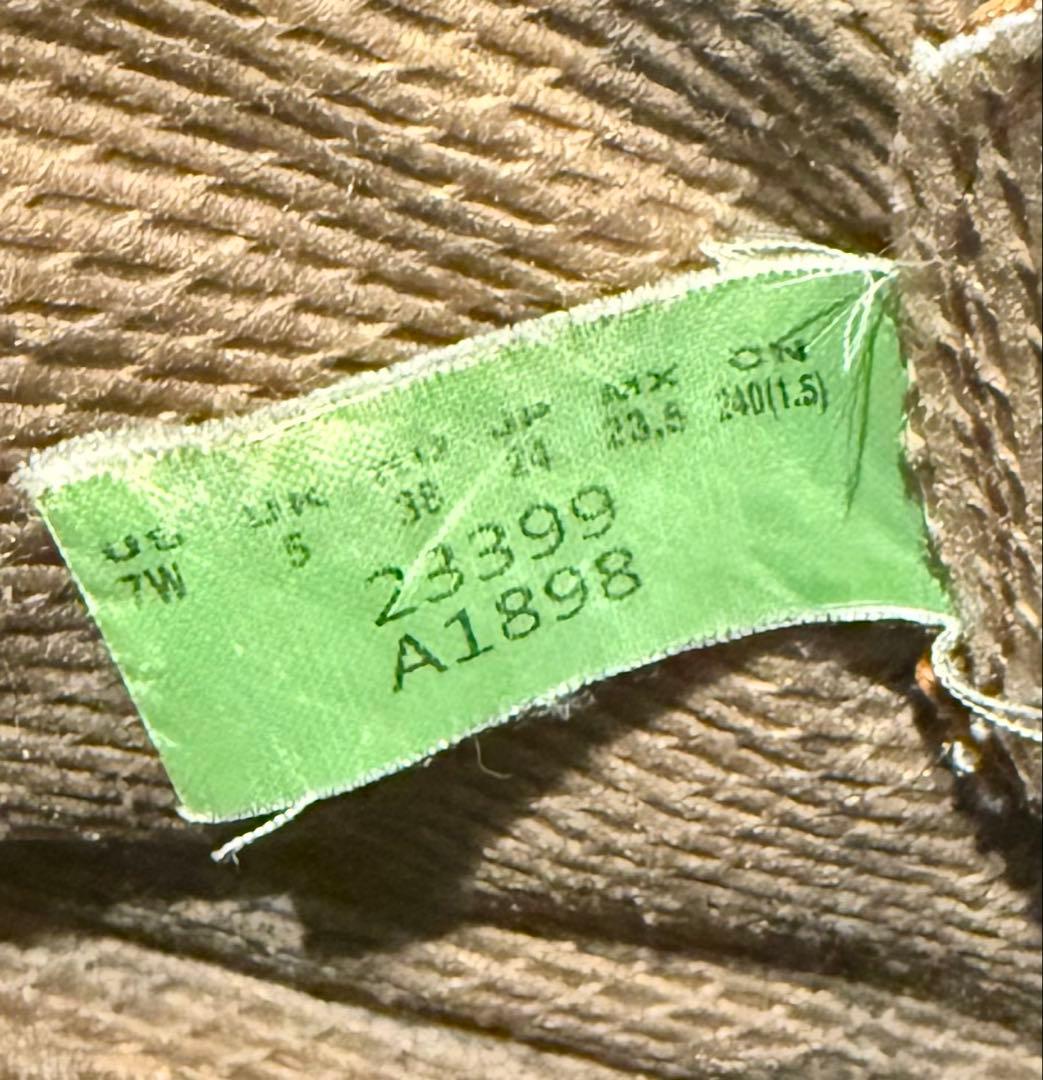 US UK EU JP MX CN
7W 5 38 24 23.5 240(1.5)
23399
A1898